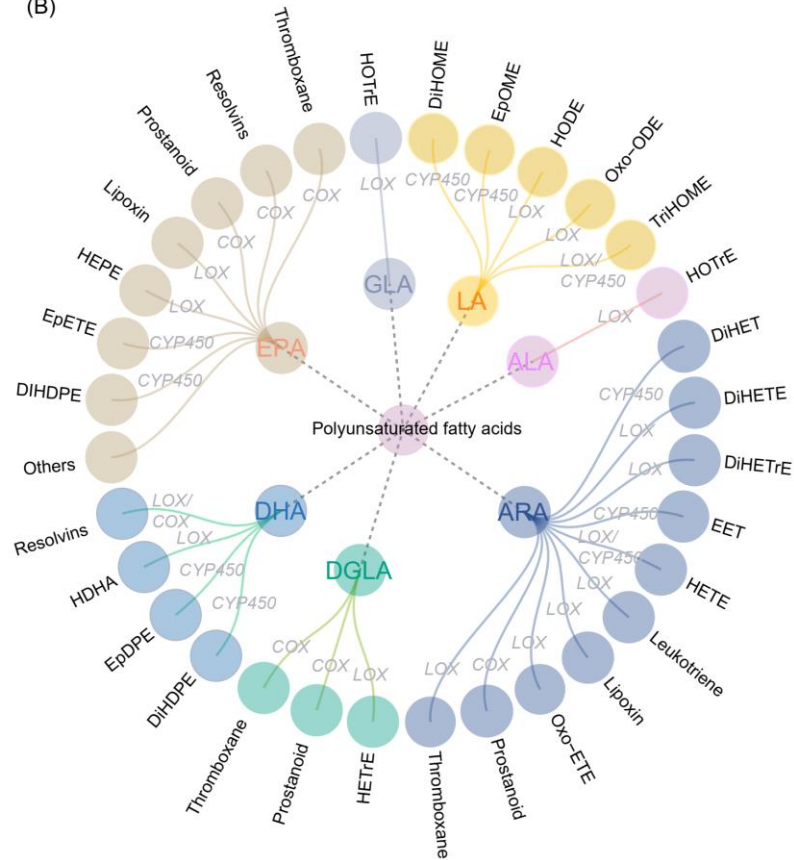 (B)
Thromboxane
HOTrE
DiHOME
EpOME
HODE
Oxo−ODE
TriHOME
HOTrE
Resolvins
Prostanoid
Lipoxin
HEPE
EpETE
DIHDPE
Others
COX
COX
COX
LOX
LOX
CYP450
CYP450
EPA
LOX
GLA
CYP450
CYP450
LOX
LOX
LOX/
CYP450
LA
LOX
ALA
Polyunsaturated fatty acids
DiHET
DiHETE
DiHETrE
EET
HETE
Leukotriene
Lipoxin
Oxo−ETE
Prostanoid
Thromboxane
CYP450
LOX
LOX
CYP450
LOX/
CYP450
LOX
LOX
LOX
COX
LOX
ARA
DHA
LOX/
COX
LOX
CYP450
CYP450
Resolvins
HDHA
EpDPE
DiHDPE
DGLA
COX
COX
LOX
Thromboxane
Prostanoid
HETrE